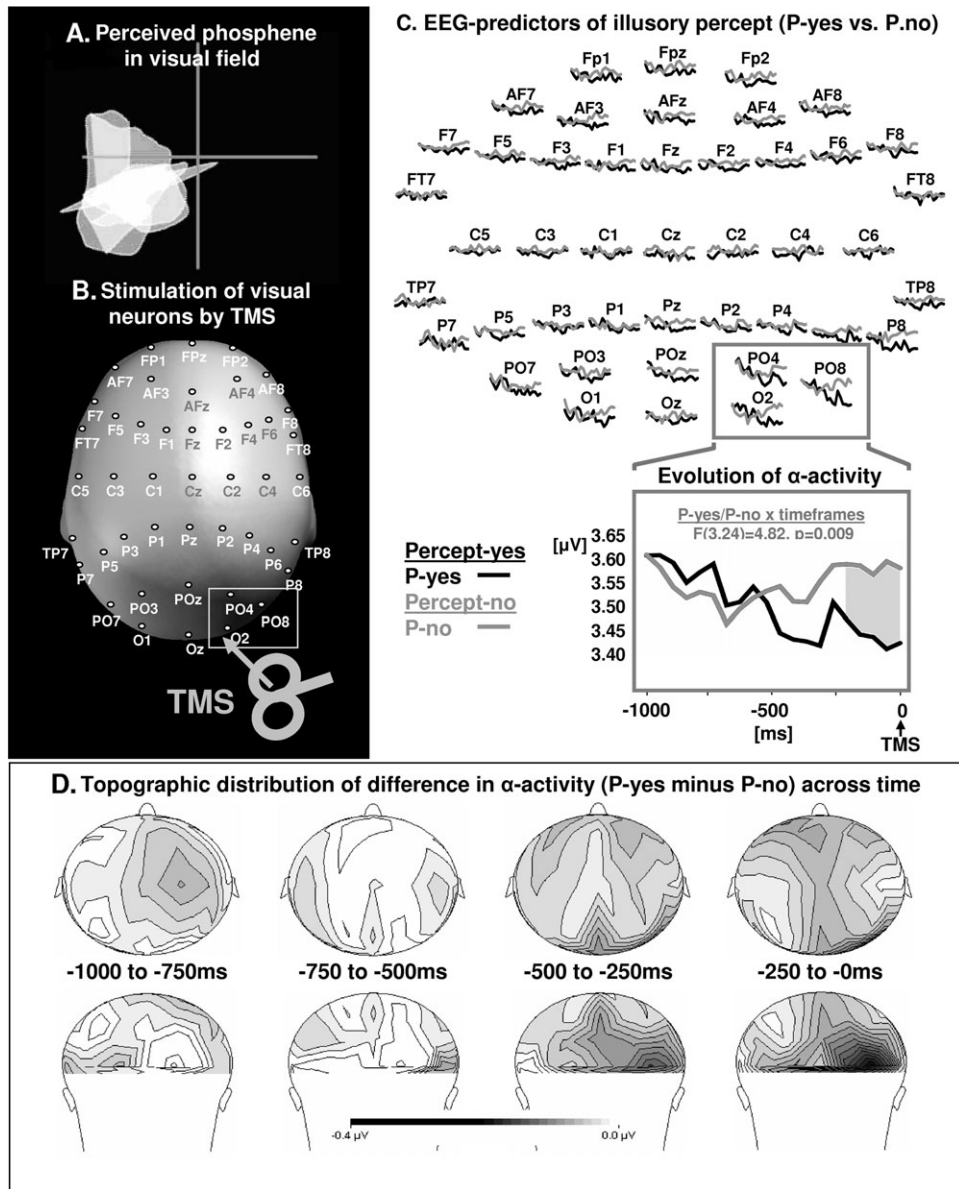 A. Perceived phosphene
in visual field
B. Stimulation of visual
neurons by TMS
FP1 FPz FP2
AF7 AF3 AFz AF4 AF8
F7 F5 F3 F1 Fz F2 F4 F6 F8
FT7 FT8
C5 C3 C1 Cz C2 C4 C6
TP7 P7 P5 P3 P1 Pz P2 P4 P6 P8 TP8
PO7 PO3 POz PO4 PO8
O1 Oz O2
TMS
C. EEG-predictors of illusory percept (P-yes vs. P.no)
Fp1 Fpz Fp2
AF7 AF3 AFz AF4 AF8
F7 F5 F3 F1 Fz F2 F4 F6 F8
FT7 FT8
C5 C3 C1 Cz C2 C4 C6
TP7 TP8
P7 P5 P3 P1 Pz P2 P4 P8
PO7 PO3 POz PO4 PO8
O1 Oz O2
Evolution of α-activity
P-yes/P-no x timeframes
F(3.24)=4.82, p=0.009
[µV]
3.65
3.60
3.55
3.50
3.45
3.40
Percept-yes
P-yes
Percept-no
P-no
-1000 -500 0
[ms]
TMS
D. Topographic distribution of difference in α-activity (P-yes minus P-no) across time
-1000 to -750ms -750 to -500ms -500 to -250ms -250 to -0ms
-0.4 µV 0.0 µV